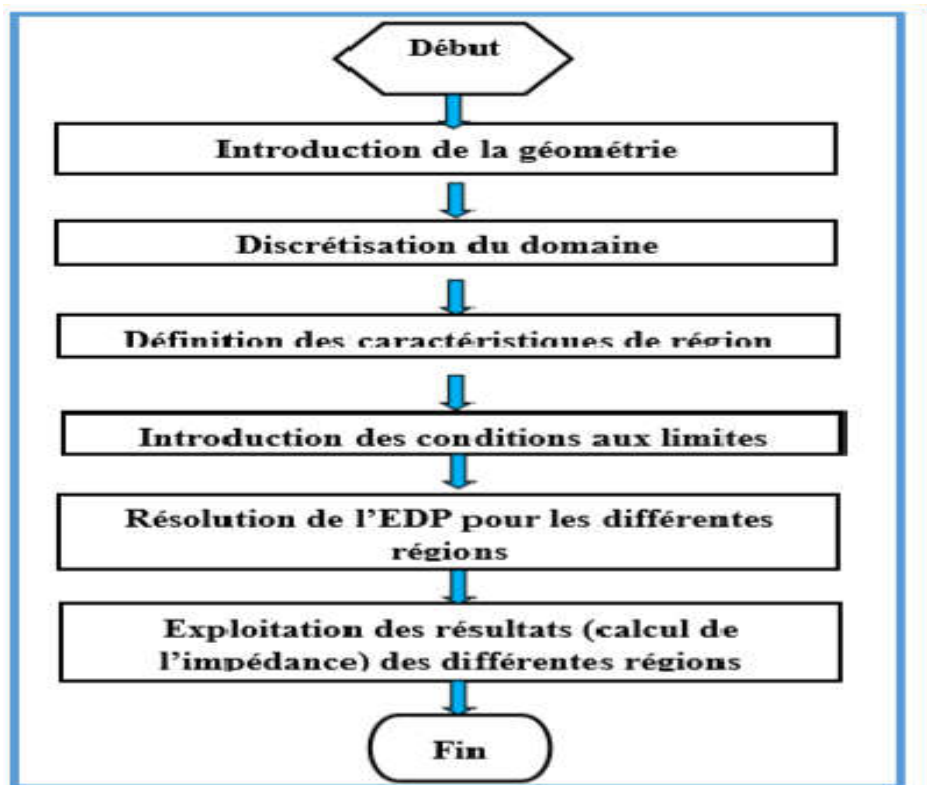 Début
Introduction de la géométrie
Discrétisation du domaine
Définition des caractéristiques de région
Introduction des conditions aux limites
Résolution de l'EDP pour les différentes
régions
Exploitation des résultats (calcul de
l'impédance) des différentes régions
Fin